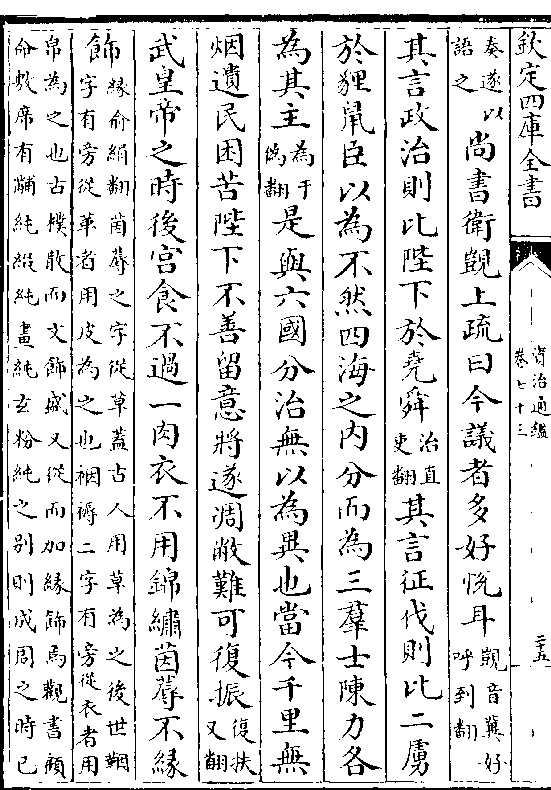 欽定四庫全書
資治通鑑
卷七十三
二十五
奏遂以
語之
尚書衛覬上疏曰今議者多好悅耳
覬音冀好
呼到翻
其言政治則比陛下於堯舜
治直
吏翻
其言征伐則比二虜
於貍鼠臣以為不然四海之內分而為三羣士陳力各
為其主
為于
偽翻
是與六國分治無以為異也當今千里無
烟遺民困苦陛下不善留意將遂凋敝難可復振
復扶
又翻
武皇帝之時後宮食不過一肉衣不用錦繡茵蓐不緣
飾
緣俞絹翻茵蓐之字從草蓋古人用草為之後世鞇
字有旁從革者用皮為之也裀褥二字有旁從衣者用
帛為之也古樸散而文飾盛又從而加緣飾焉觀書顧
命敷席有黼純綴純畫純玄粉純之别則成周之時已